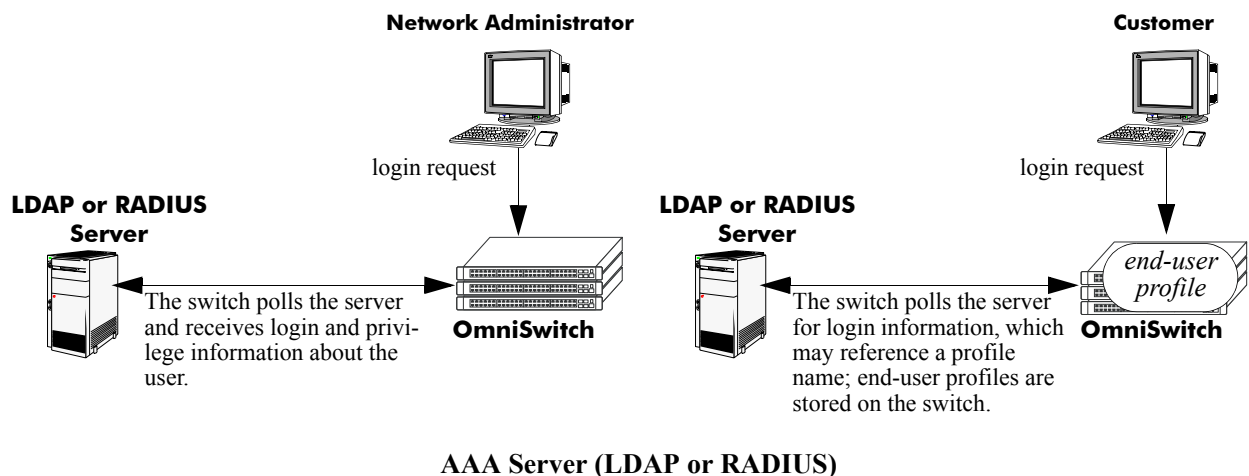 Network Administrator
login request
LDAP or RADIUS
Server
The switch polls the server
and receives login and privi-
lege information about the
user.
OmniSwitch
Customer
login request
LDAP or RADIUS
Server
The switch polls the server
for login information, which
may reference a profile
name; end-user profiles are
stored on the switch.
end-user
profile
OmniSwitch
AAA Server (LDAP or RADIUS)